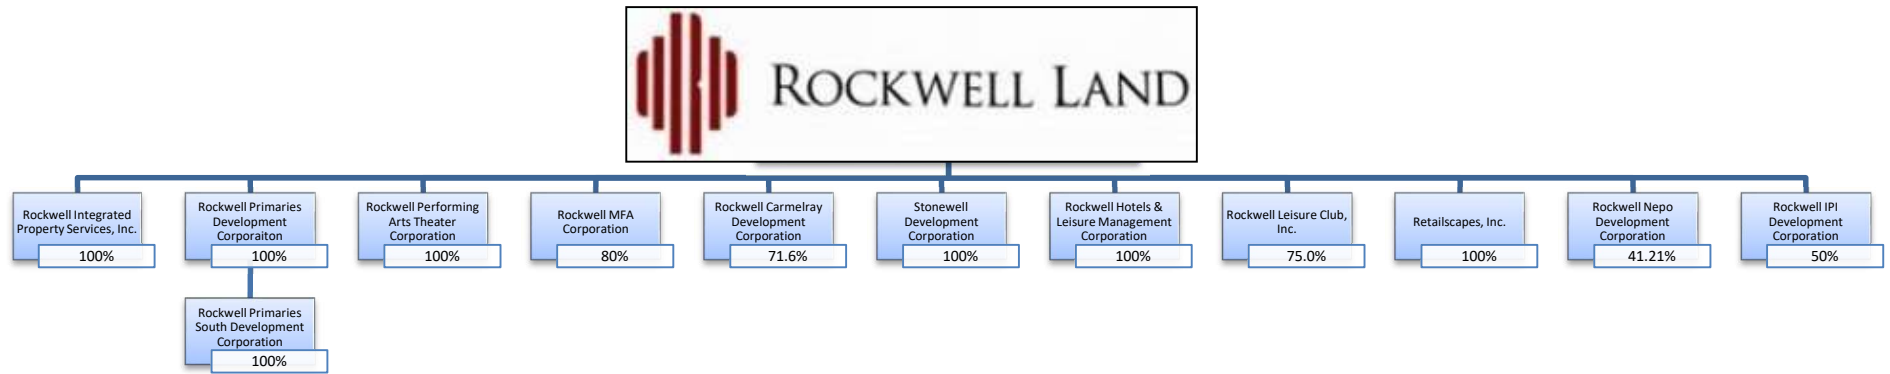 ROCKWELL LAND
Rockwell Integrated
Property Services, Inc.
100%
Rockwell Primaries
Development
Corporaiton
100%
Rockwell Performing
Arts Theater
Corporation
100%
Rockwell MFA
Corporation
80%
Rockwell Carmelray
Development
Corporation
71.6%
Stonewell
Development
Corporation
100%
Rockwell Hotels &
Leisure Management
Corporation
100%
Rockwell Leisure Club,
Inc.
75.0%
Retailscapes, Inc.
100%
Rockwell Nepo
Development
Corporation
41.21%
Rockwell IPI
Development
Corporation
50%
Rockwell Primaries
South Development
Corporation
100%